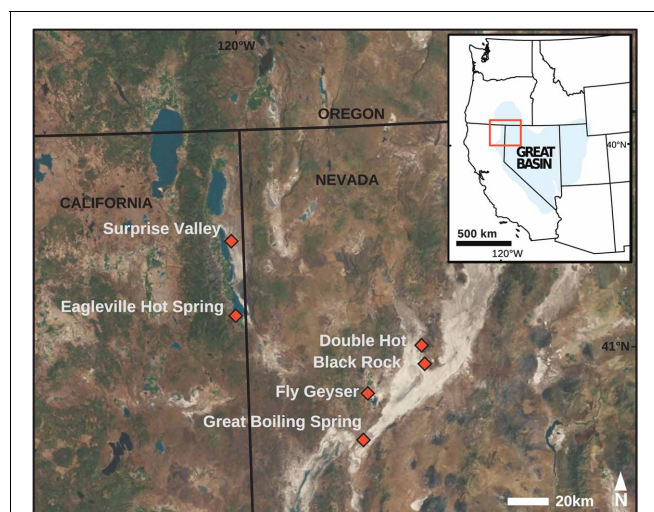 120°W
OREGON
NEVADA
CALIFORNIA
Surprise Valley
Eagleville Hot Spring
Double Hot
Black Rock
Fly Geyser
Great Boiling Spring
41°N
20km
N
GREAT
BASIN
40°N
500 km
120°W